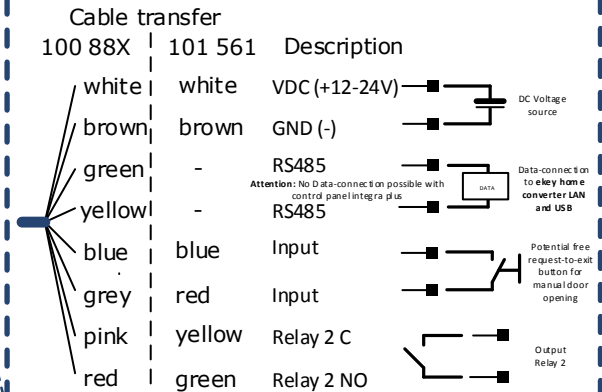 Cable transfer
100 88X 101 561 Description
white white VDC (+12-24V)
DC Voltage
source
brown brown GND (-)
green - RS485
Attention: No Data-connection possible with
control panel integra plus
yellow - RS485
DATA
Data-connection
to ekey home
converter LAN
and USB
blue blue Input
grey red Input
Potential free
request-to-exit
button for
manual door
opening
pink yellow Relay 2 C
red green Relay 2 NO
Output
Relay 2